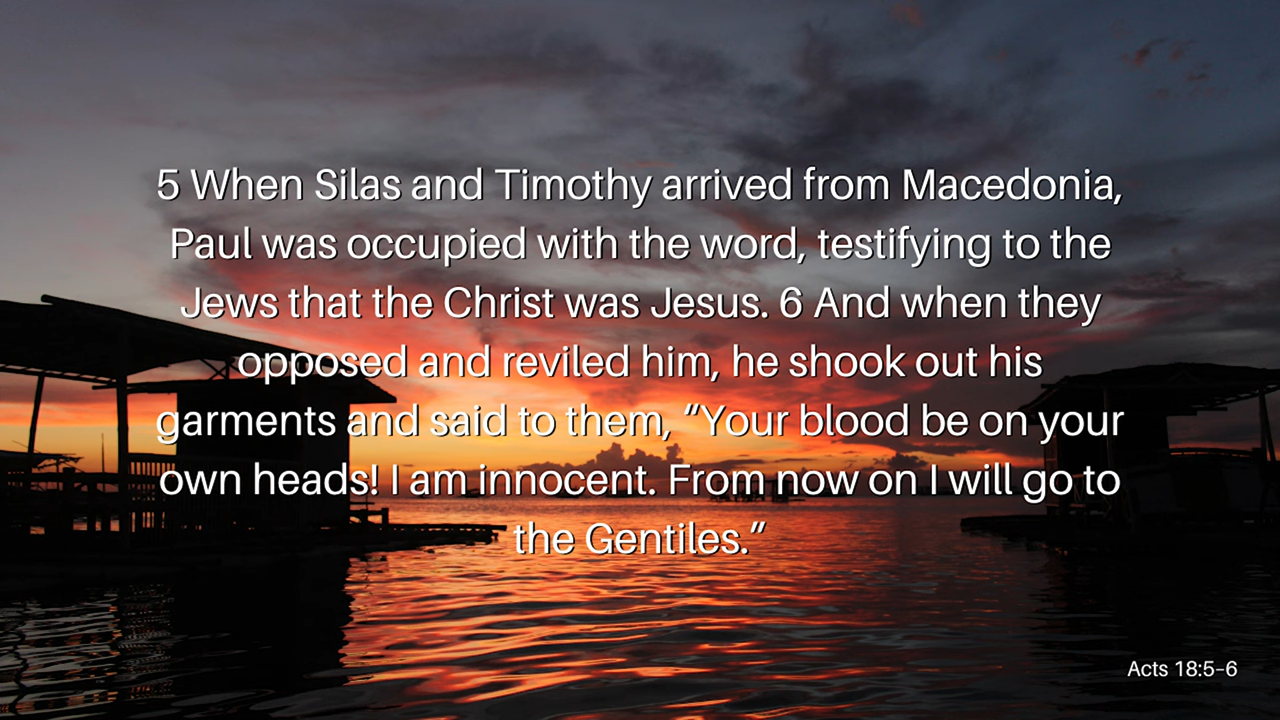 5 When Silas and Timothy arrived from Macedonia,
Paul was occupied with the word, testifying to the
Jews that the Christ was Jesus. 6 And when they
opposed and reviled him, he shook out his
garments and said to them, “Your blood be on your
own heads! I am innocent. From now on I will go to
the Gentiles.”
Acts 18:5–6